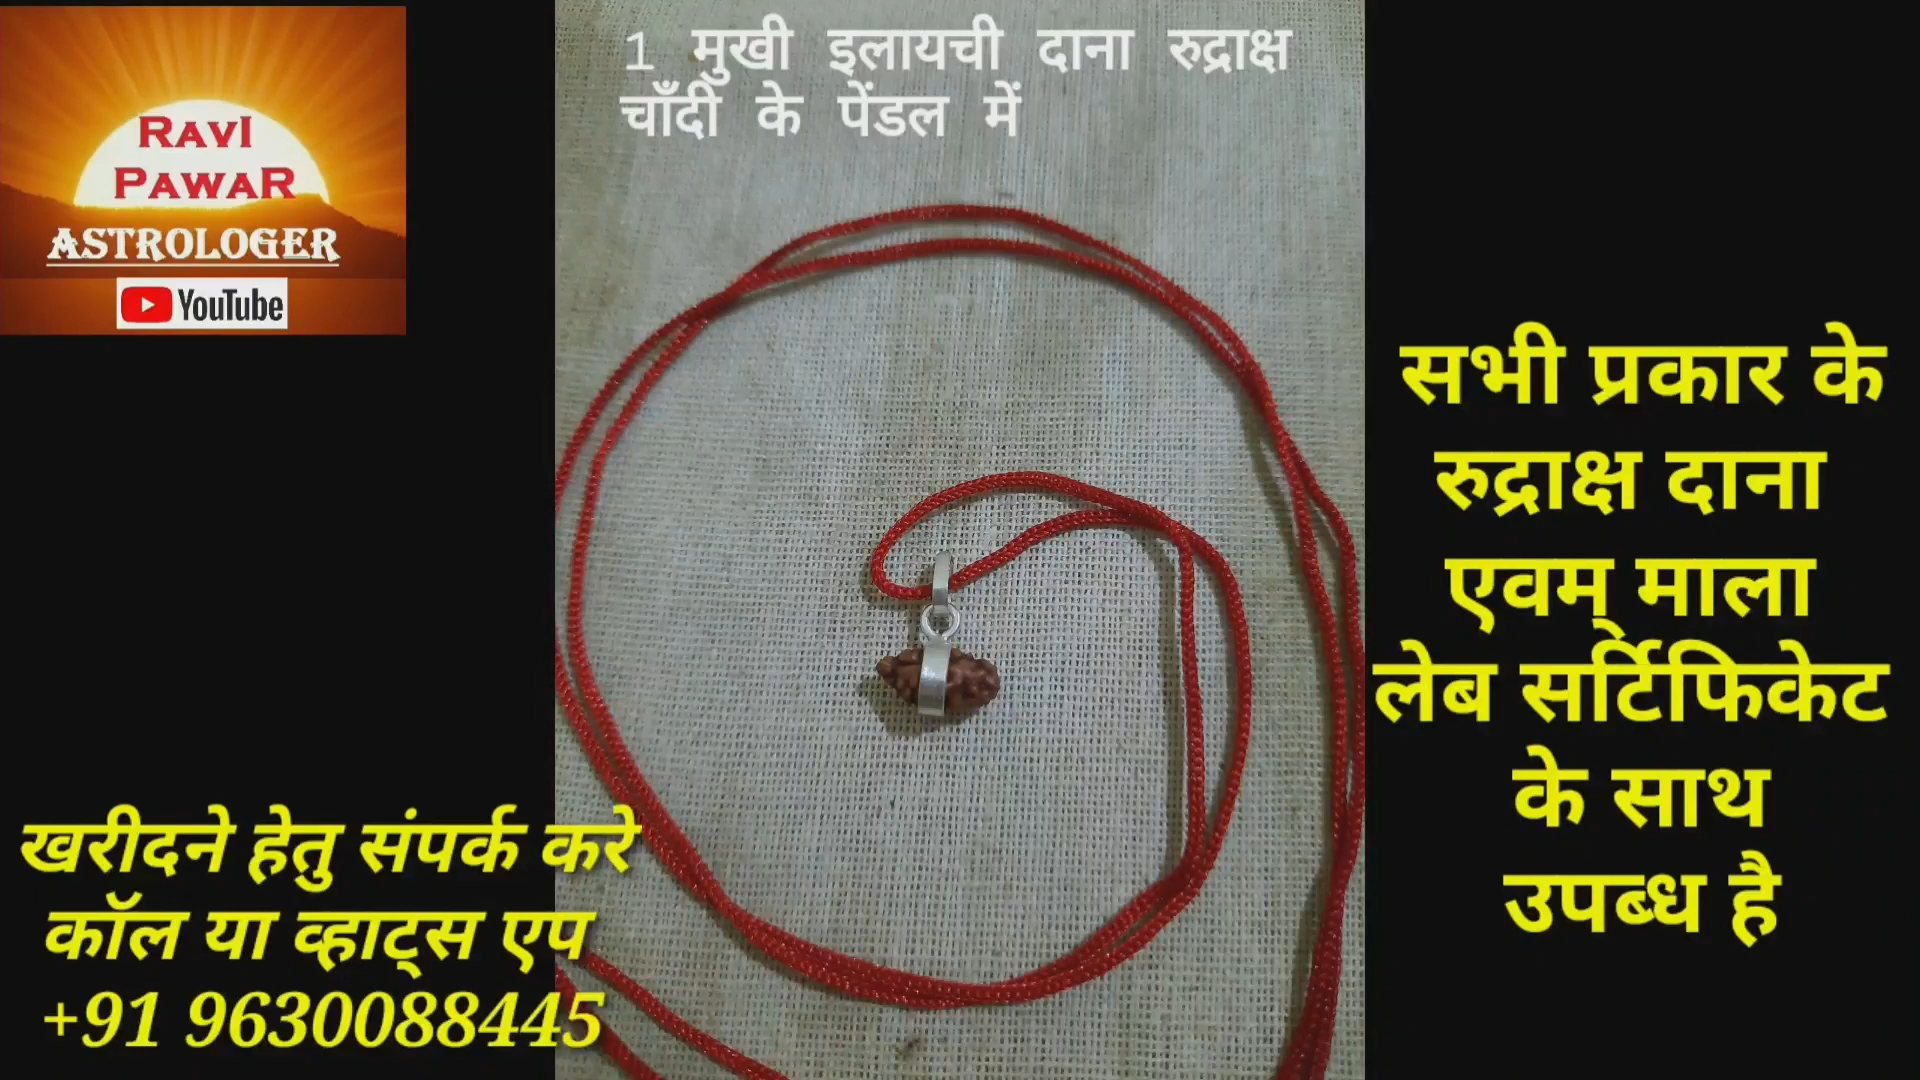 RAVI
PAWAR
ASTROLOGER
YouTube
1 मुखी इलायची दाना रुद्राक्ष
चाँदी के पेंडल में
सभी प्रकार के
रुद्राक्ष दाना
एवम् माला
लेब सर्टिफिकेट
के साथ
उपब्ध है
खरीदने हेतु संपर्क करे
कॉल या व्हाट्स एप
+91 9630088445